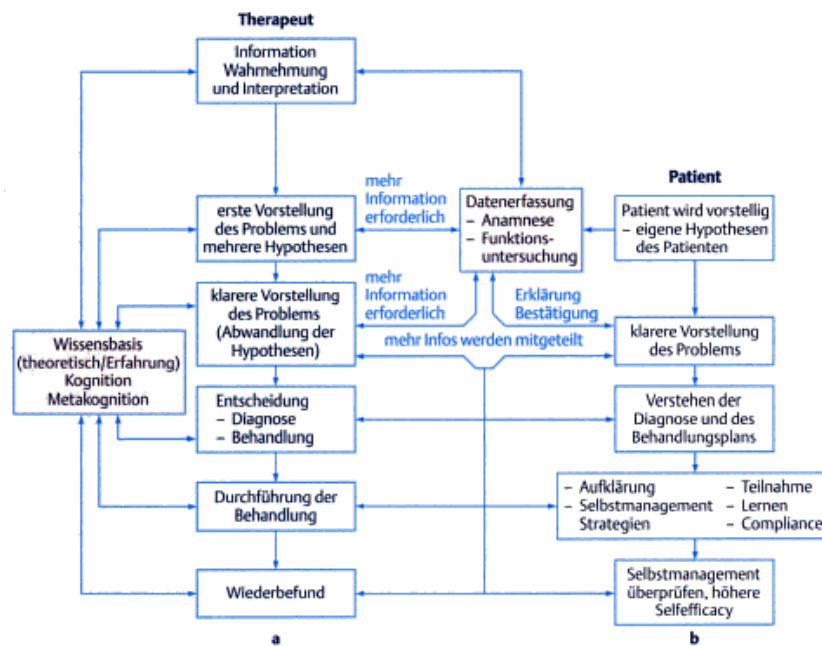 Therapeut
Information
Wahrnehmung
und Interpretation
mehr
Information
erforderlich
Patient
erste Vorstellung
des Problems und
mehrere Hypothesen
Datenerfassung
– Anamnese
– Funktions-
untersuchung
Patient wird vorstellig
– eigene Hypothesen
des Patienten
mehr
Information
erforderlich
Erklärung
Bestätigung
klarere Vorstellung
des Problems
(Abwandlung der
Hypothesen)
mehr Infos werden mitgeteilt
klarere Vorstellung
des Problems
Wissensbasis
(theoretisch/Erfahrung)
Kognition
Metakognition
Entscheidung
– Diagnose
– Behandlung
Verstehen der
Diagnose und des
Behandlungsplans
Durchführung der
Behandlung
– Aufklärung
– Selbstmanagement
Strategien
– Teilnahme
– Lernen
– Compliance
Wiederbefund
Selbstmanagement
überprüfen, höhere
Selfefficacy
a
b